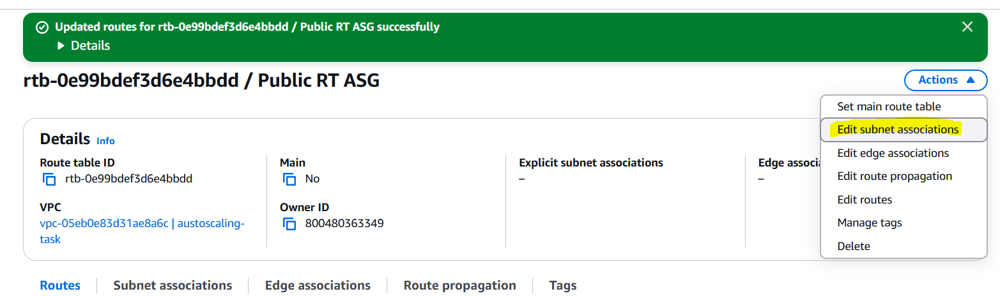 Updated routes for rtb-0e99bdef3d6e4bbdd / Public RT ASG successfully
Details
rtb-0e99bdef3d6e4bbdd / Public RT ASG
Actions
Set main route table
Edit subnet associations
Edit edge associations
Edit route propagation
Edit routes
Manage tags
Delete
Details Info
Route table ID
rtb-0e99bdef3d6e4bbdd
Main
No
Explicit subnet associations
–
Edge associ
–
VPC
vpc-05eb0e83d31ae8a6c | austoscaling-
task
Owner ID
800480363349
Routes
Subnet associations
Edge associations
Route propagation
Tags